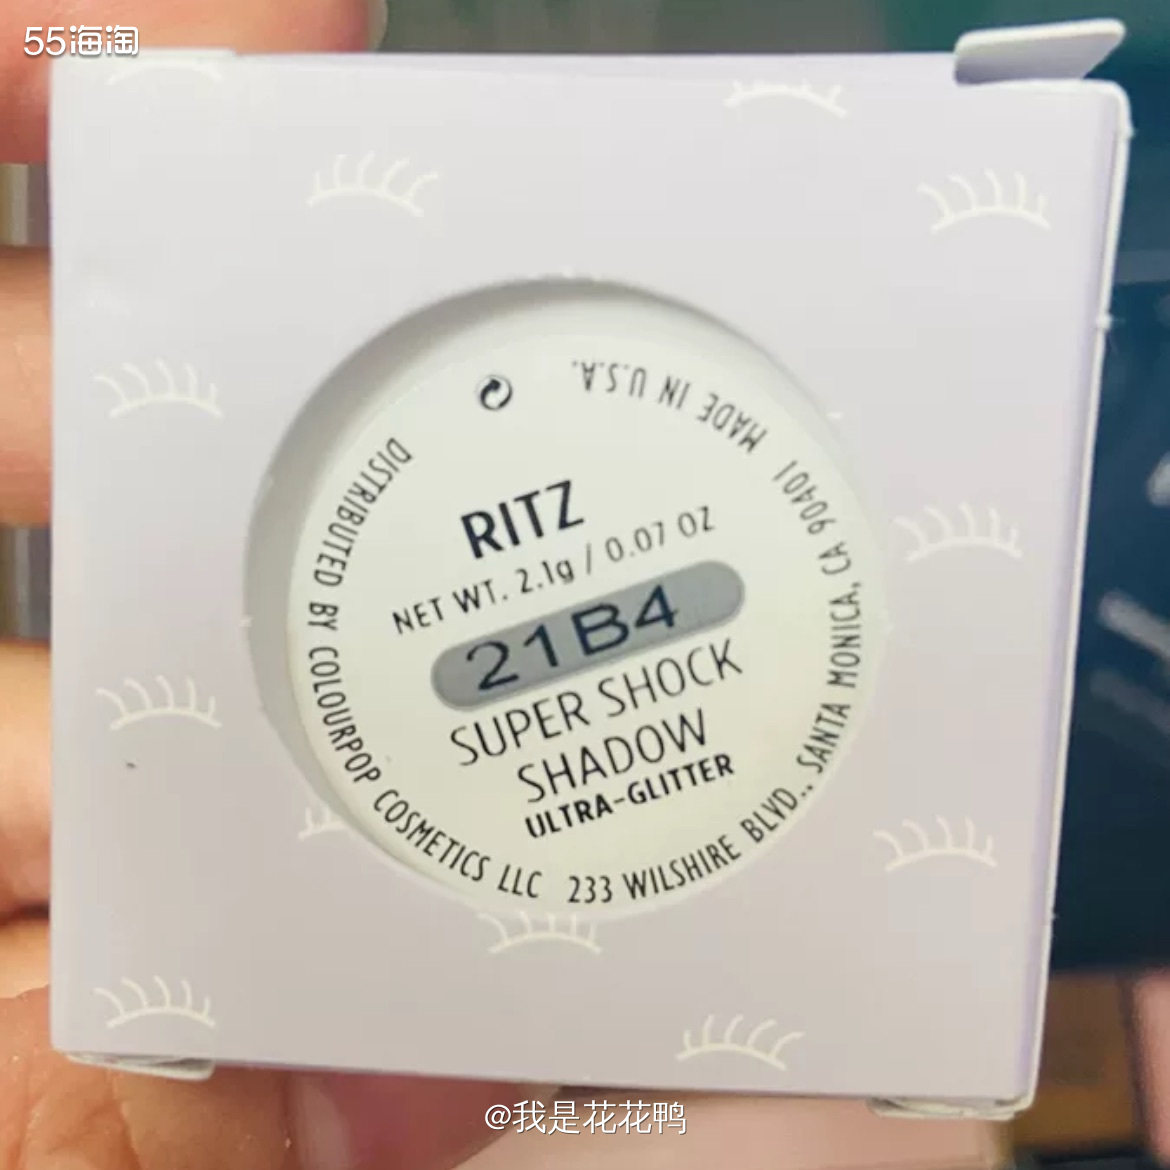 55海淘
RITZ
NET WT. 2.1g / 0.07 OZ
21B4
SUPER SHOCK
SHADOW
ULTRA-GLITTER
DISTRIBUTED BY COLOURPOP COSMETICS LLC 233 WILSHIRE BLVD., SANTA MONICA, CA 90401 MADE IN U.S.A.
@我是花花鸭